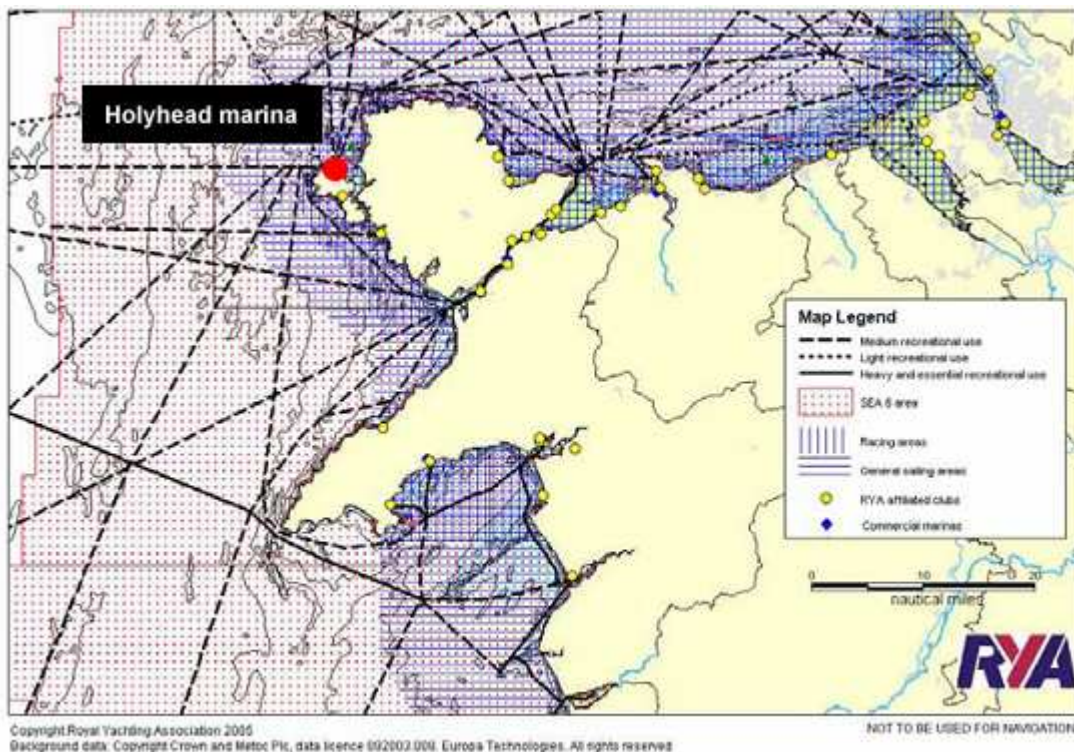 Holyhead marina
Map Legend
Medium recreational use
Light recreational use
Heavy and essential recreational use
SEA 6 area
Racing areas
General sailing areas
RYA affiliated clubs
Commercial marinas
0 10 20
nautical miles
RYA
Copyright Royal Yachting Association 2005
NOT TO BE USED FOR NAVIGATION
Background data: Copyright Crown and Metoc Plc, data licence 692003.008. Europa Technologies. All rights reserved